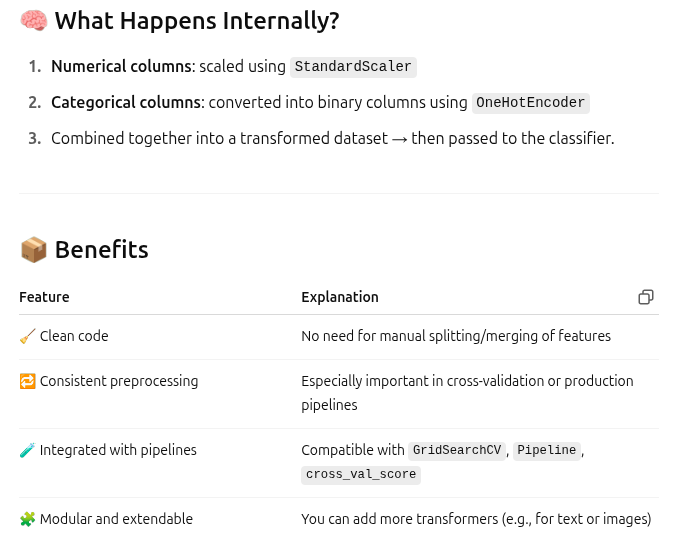 🧠 What Happens Internally?
1. Numerical columns: scaled using StandardScaler
2. Categorical columns: converted into binary columns using OneHotEncoder
3. Combined together into a transformed dataset → then passed to the classifier.
📦 Benefits
Feature Explanation
🧹 Clean code No need for manual splitting/merging of features
🔁 Consistent preprocessing Especially important in cross-validation or production
pipelines
🧪 Integrated with pipelines Compatible with GridSearchCV, Pipeline,
cross_val_score
🧩 Modular and extendable You can add more transformers (e.g., for text or images)